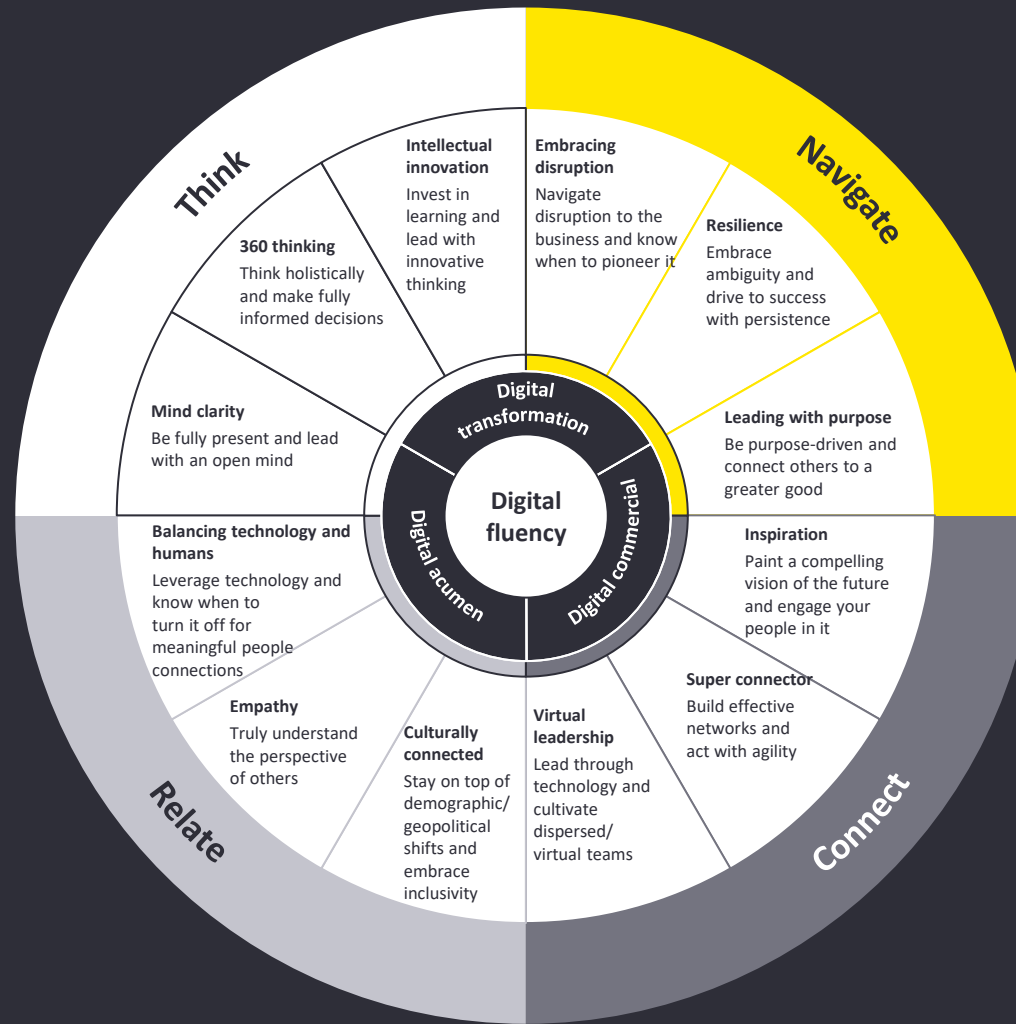 Think
Navigate
Intellectual
innovation
Invest in
learning and
lead with
innovative
thinking
Embracing
disruption
Navigate
disruption to the
business and know
when to pioneer it
Resilience
Embrace
ambiguity and
drive to success
with persistence
360 thinking
Think holistically
and make fully
informed decisions
Mind clarity
Be fully present and lead
with an open mind
Leading with purpose
Be purpose-driven and
connect others to a
greater good
Digital
transformation
Digital
fluency
Digital acumen
Digital commercial
Balancing technology and
humans
Leverage technology and
know when to
turn it off for
meaningful people
connections
Inspiration
Paint a compelling
vision of the future
and engage your
people in it
Empathy
Truly understand
the perspective
of others
Culturally
connected
Stay on top of
demographic/
geopolitical
shifts and
embrace
inclusivity
Virtual
leadership
Lead through
technology and
cultivate
dispersed/
virtual teams
Super connector
Build effective
networks and
act with agility
Relate
Connect